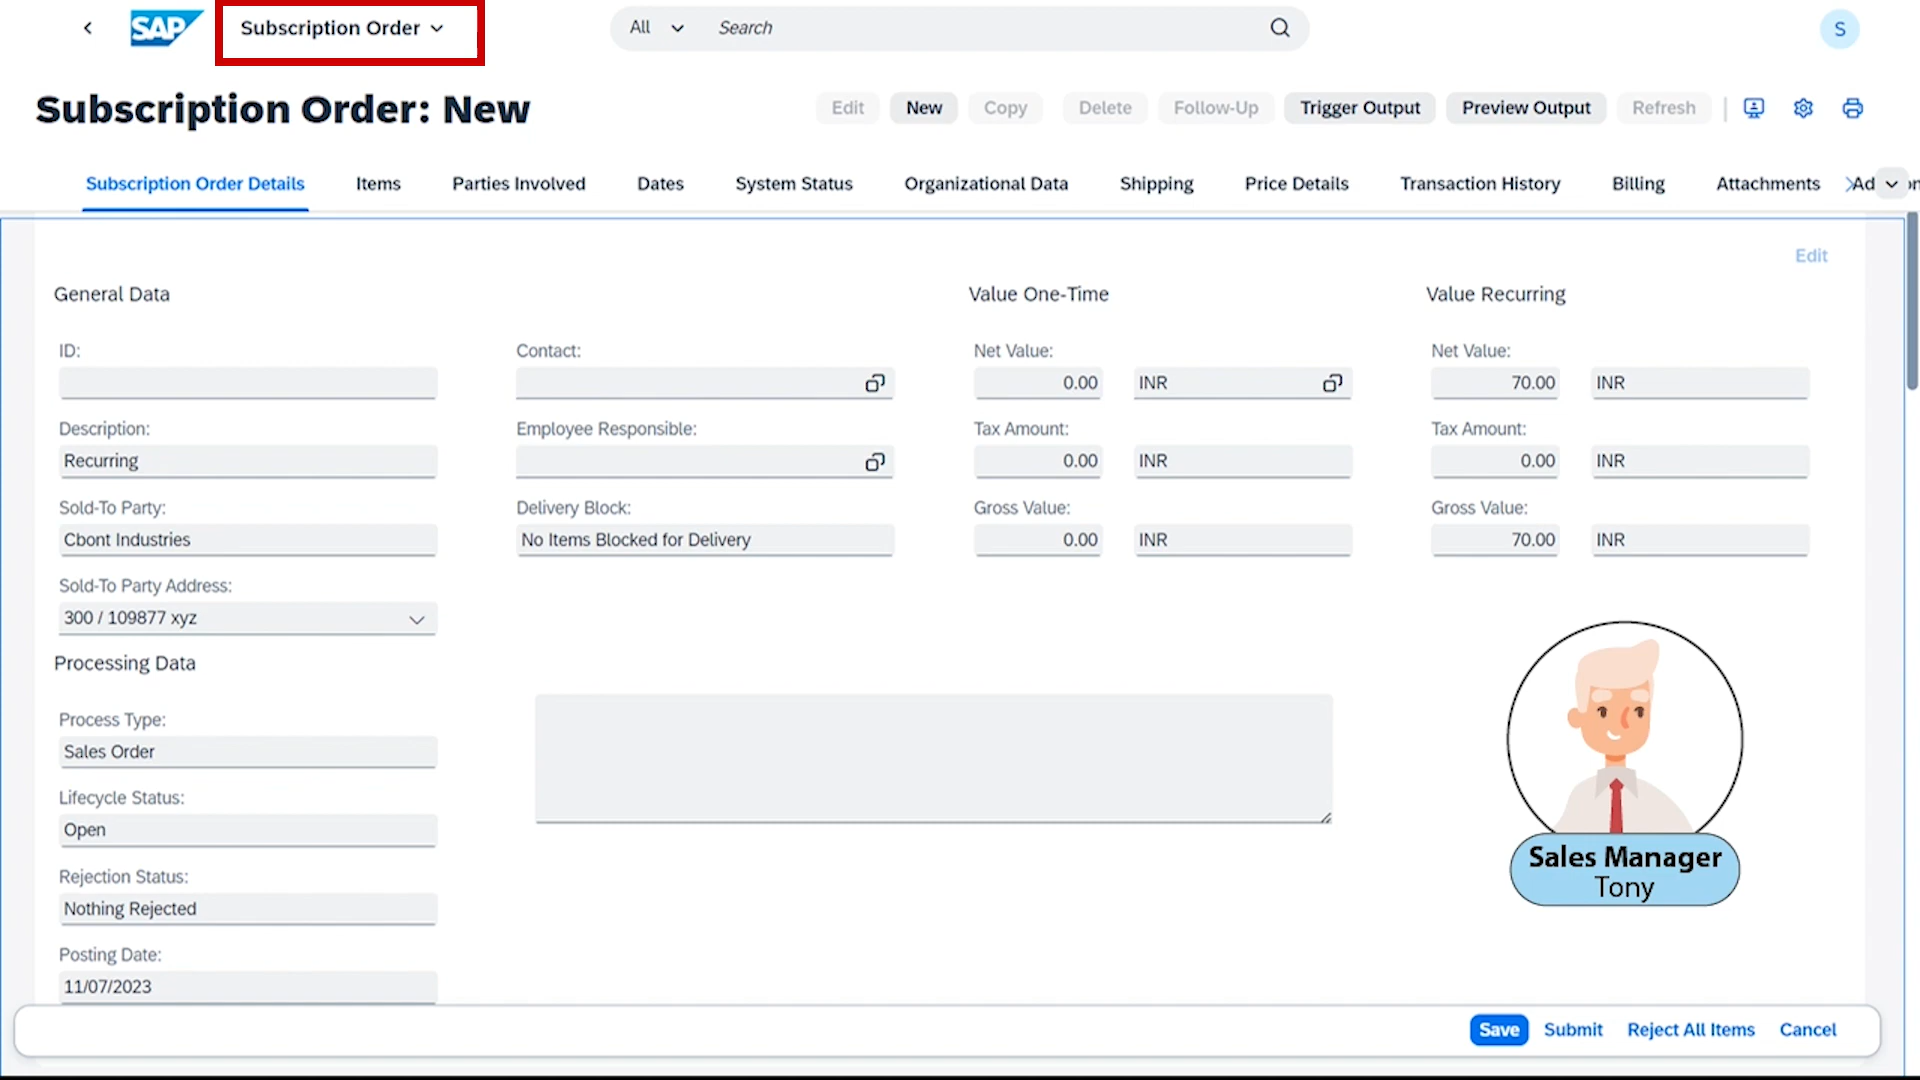 SAP Subscription Order All Search S
Subscription Order: New Edit New Copy Delete Follow-Up Trigger Output Preview Output Refresh
Subscription Order Details Items Parties Involved Dates System Status Organizational Data Shipping Price Details Transaction History Billing Attachments Ad
Edit
General Data Value One-Time Value Recurring
ID: Contact: Net Value: Net Value:
0.00 INR 70.00 INR
Description: Employee Responsible: Tax Amount: Tax Amount:
Recurring 0.00 INR 0.00 INR
Sold-To Party: Delivery Block: Gross Value: Gross Value:
Cbont Industries No Items Blocked for Delivery 0.00 INR 70.00 INR
Sold-To Party Address:
300 / 109877 xyz
Processing Data
Process Type:
Sales Order
Lifecycle Status:
Open
Sales Manager
Tony
Rejection Status:
Nothing Rejected
Posting Date:
11/07/2023
Save Submit Reject All Items Cancel